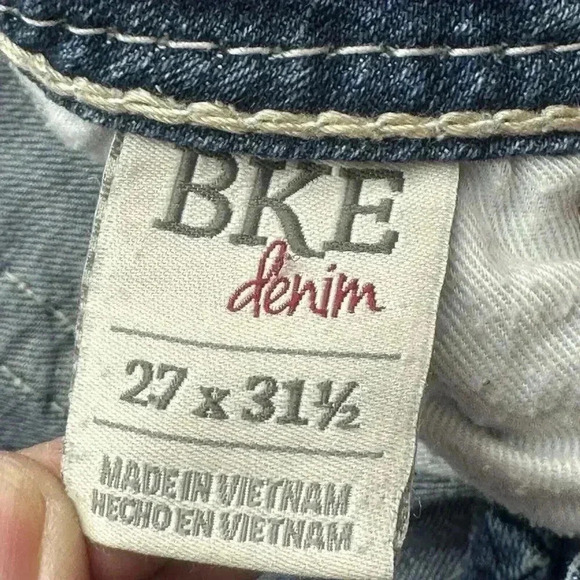 BKE
denim
27 x 31½
MADE IN VIETNAM
HECHO EN VIETNAM